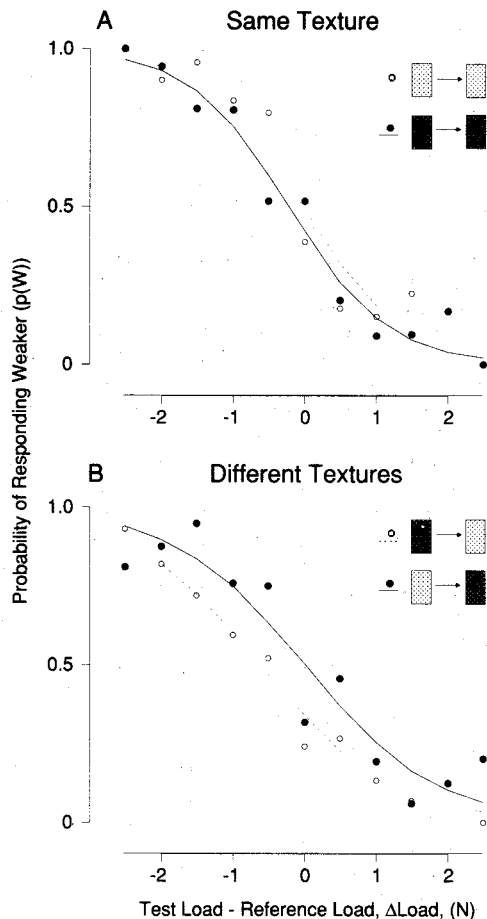 A Same Texture
1.0
0.5
0
-2 -1 0 1 2
B Different Textures
1.0
0.5
0
-2 -1 0 1 2
Probability of Responding Weaker (p(W))
Test Load - Reference Load, ΔLoad, (N)